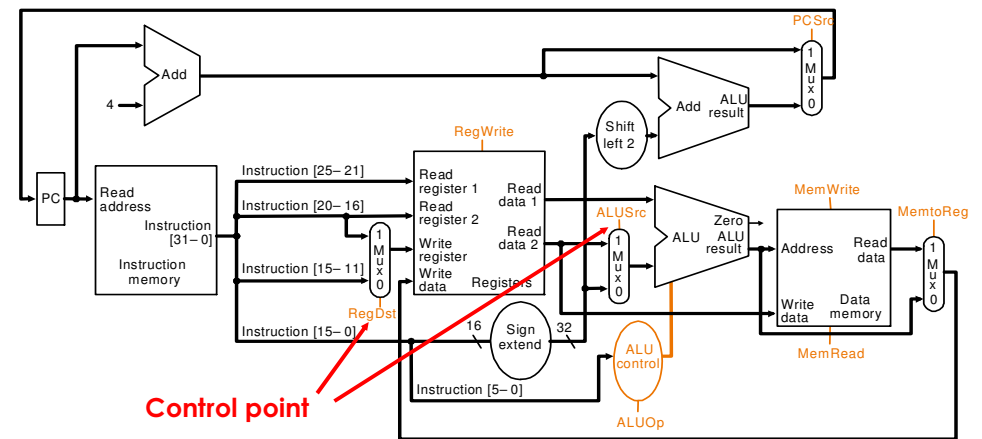 PCSrc
1
M
u
x
0
Add
4
Add
ALU
result
Shift
left 2
RegWrite
PC
Read
address
Instruction
[31– 0]
Instruction
memory
Instruction [25– 21]
Instruction [20– 16]
Instruction [15– 11]
Instruction [15– 0]
1
M
u
x
0
RegDst
Read
register 1
Read
register 2
Write
register
Write
data
Read
data 1
Read
data 2
Registers
ALUSrc
1
M
u
x
0
Zero
ALU
ALU
result
MemWrite
Address
Read
data
Write
data
Data
memory
MemRead
MemtoReg
1
M
u
x
0
16
Sign
extend
32
ALU
control
ALUOp
Instruction [5– 0]
Control point